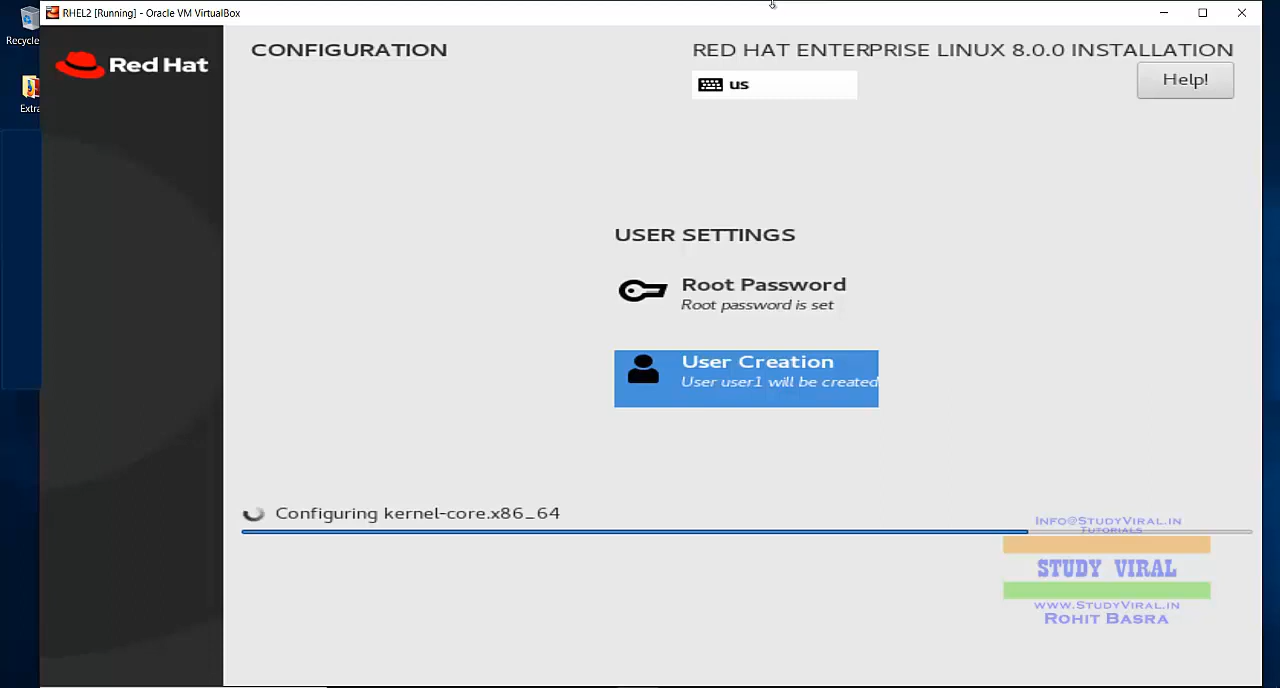 RHEL2 [Running] - Oracle VM VirtualBox
Recycle
Extra
Red Hat
CONFIGURATION
RED HAT ENTERPRISE LINUX 8.0.0 INSTALLATION
us
Help!
USER SETTINGS
Root Password
Root password is set
User Creation
User user1 will be created
Configuring kernel-core.x86_64
Info@StudyViral.in
Tutorials
STUDY VIRAL
www.StudyViral.in
Rohit Basra